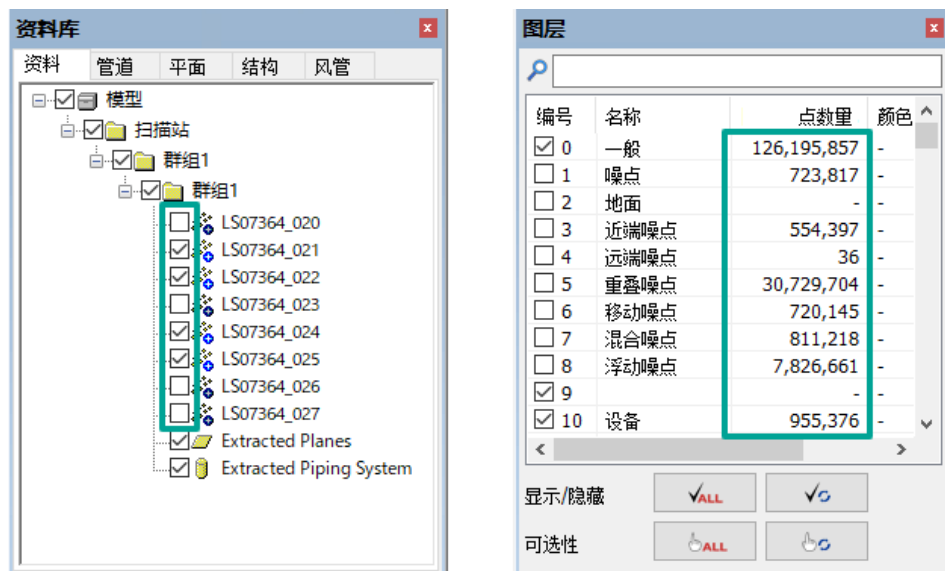 资料库
资料 管道 平面 结构 风管
模型
扫描站
群组1
群组1
LS07364_020
LS07364_021
LS07364_022
LS07364_023
LS07364_024
LS07364_025
LS07364_026
LS07364_027
Extracted Planes
Extracted Piping System
图层
编号 名称 点数量 颜色
0 一般 126,195,857 -
1 噪点 723,817 -
2 地面 - -
3 近端噪点 554,397 -
4 远端噪点 36 -
5 重叠噪点 30,729,704 -
6 移动噪点 720,145 -
7 混合噪点 811,218 -
8 浮动噪点 7,826,661 -
9 - -
10 设备 955,376 -
显示/隐藏 ALL
可选性 ALL